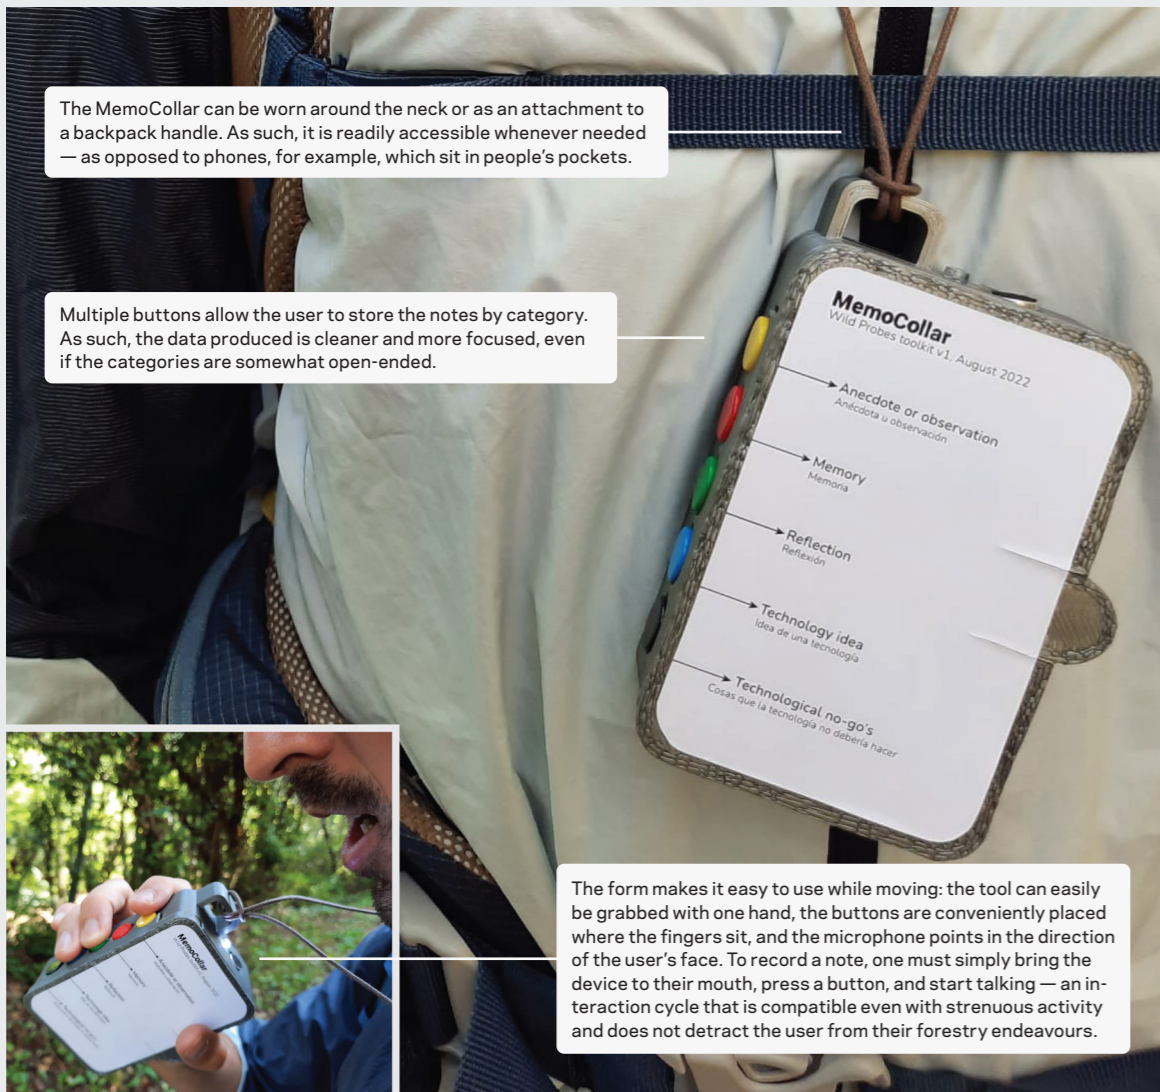 The MemoCollar can be worn around the neck or as an attachment to
a backpack handle. As such, it is readily accessible whenever needed
— as opposed to phones, for example, which sit in people’s pockets.
Multiple buttons allow the user to store the notes by category.
As such, the data produced is cleaner and more focused, even
if the categories are somewhat open-ended.
MemoCollar
Wild Probes toolkit v1, August 2022
Anecdote or observation
Anécdota u observación
Memory
Memoria
Reflection
Reflexión
Technology idea
Idea de una tecnología
Technological no-go's
Cosas que la tecnología no debería hacer
MemoCollar
Anecdote or observation
Memory
Reflection
Technology idea
The form makes it easy to use while moving: the tool can easily
be grabbed with one hand, the buttons are conveniently placed
where the fingers sit, and the microphone points in the direction
of the user’s face. To record a note, one must simply bring the
device to their mouth, press a button, and start talking — an in-
teraction cycle that is compatible even with strenuous activity
and does not detract the user from their forestry endeavours.